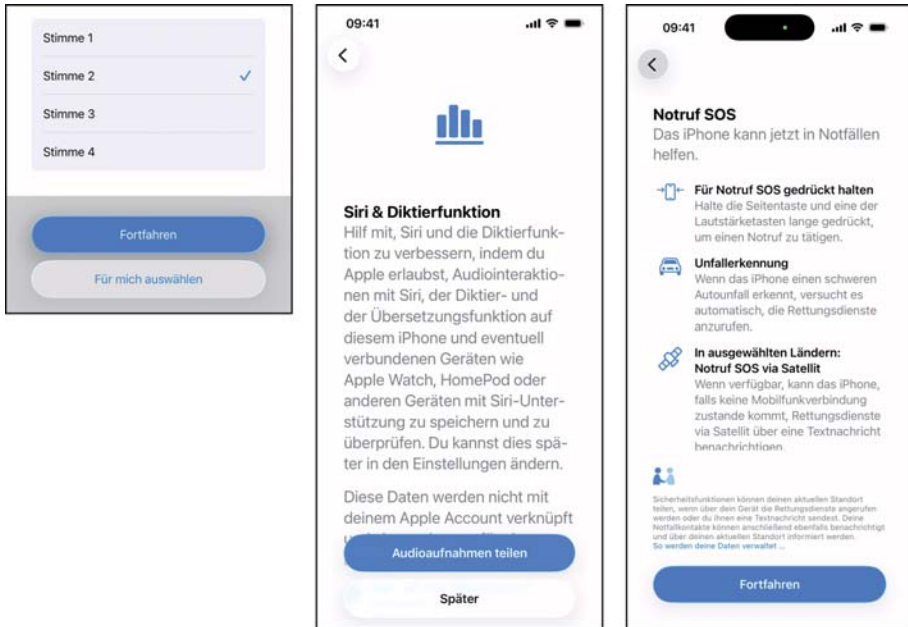 Stimme 1
Stimme 2
Stimme 3
Stimme 4
Fortfahren
Für mich auswählen
09:41
Siri & Diktierfunktion
Hilf mit, Siri und die Diktierfunk-
tion zu verbessern, indem du
Apple erlaubst, Audiointeraktio-
nen mit Siri, der Diktier- und
der Übersetzungsfunktion auf
diesem iPhone und eventuell
verbundenen Geräten wie
Apple Watch, HomePod oder
anderen Geräten mit Siri-Unter-
stützung zu speichern und zu
überprüfen. Du kannst dies spä-
ter in den Einstellungen ändern.
Diese Daten werden nicht mit
deinem Apple Account verknüpft
Audioaufnahmen teilen
Später
09:41
Notruf SOS
Das iPhone kann jetzt in Notfällen
helfen.
Für Notruf SOS gedrückt halten
Halte die Seitentaste und eine der
Lautstärketasten lange gedrückt,
um einen Notruf zu tätigen.
Unfallerkennung
Wenn das iPhone einen schweren
Autounfall erkennt, versucht es
automatisch, die Rettungsdienste
anzurufen.
In ausgewählten Ländern:
Notruf SOS via Satellit
Wenn verfügbar, kann das iPhone,
falls keine Mobilfunkverbindung
zustande kommt, Rettungsdienste
via Satellit über eine Textnachricht
benachrichtigen.
Sicherheitsfunktionen können deinen aktuellen Standort
teilen, wenn über dein Gerät die Rettungsdienste angerufen
werden oder du ihnen eine Textnachricht sendest. Deine
Notfallkontakte können anschließend ebenfalls benachrichtigt
und über deinen aktuellen Standort informiert werden.
So werden deine Daten verwaltet ...
Fortfahren